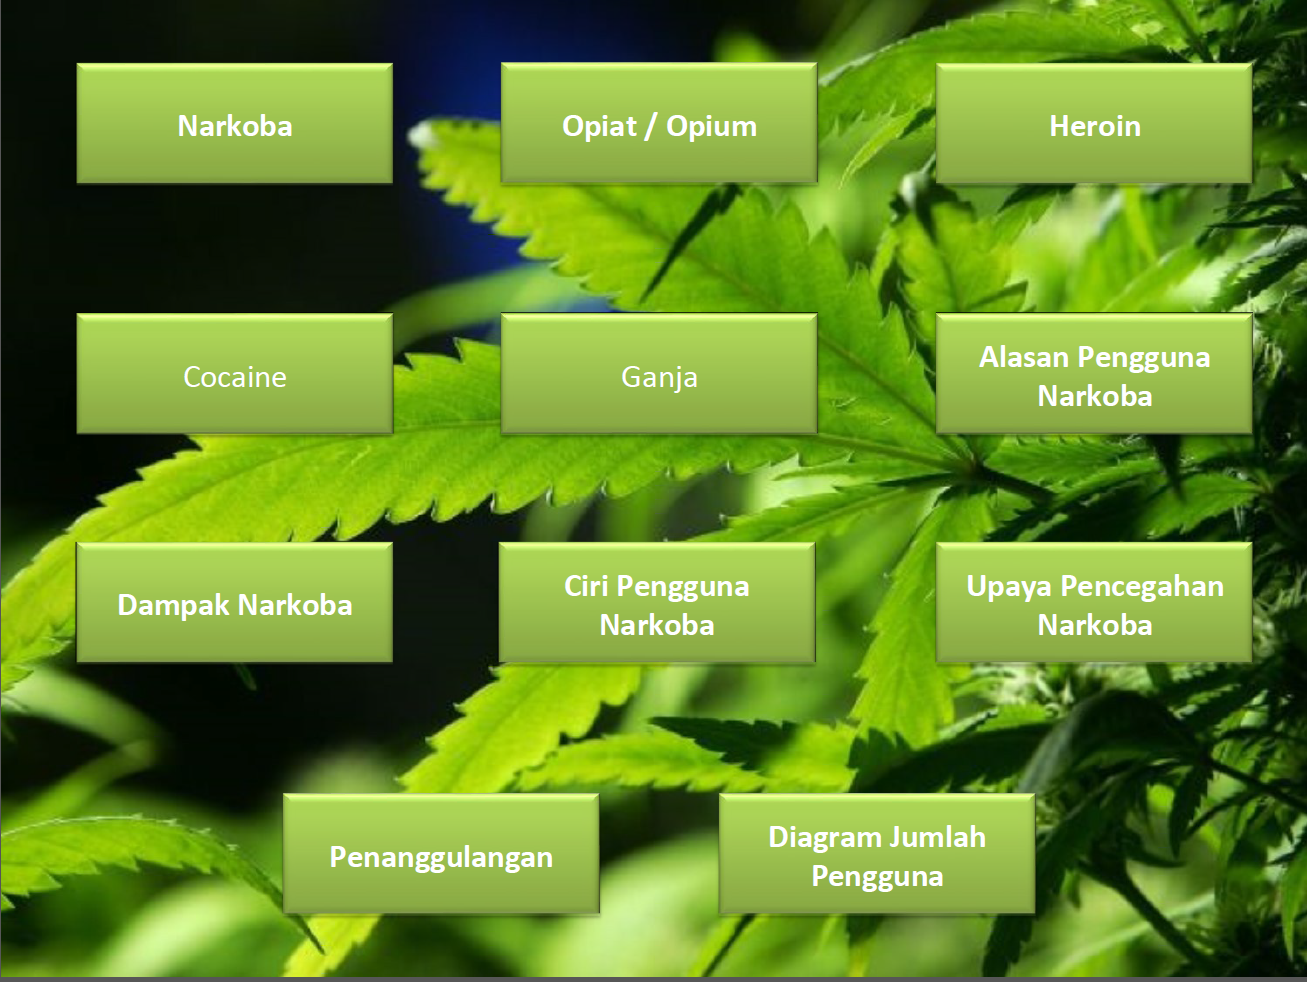 Narkoba
Opiat / Opium
Heroin
Cocaine
Ganja
Alasan Pengguna
Narkoba
Dampak Narkoba
Ciri Pengguna
Narkoba
Upaya Pencegahan
Narkoba
Penanggulangan
Diagram Jumlah
Pengguna